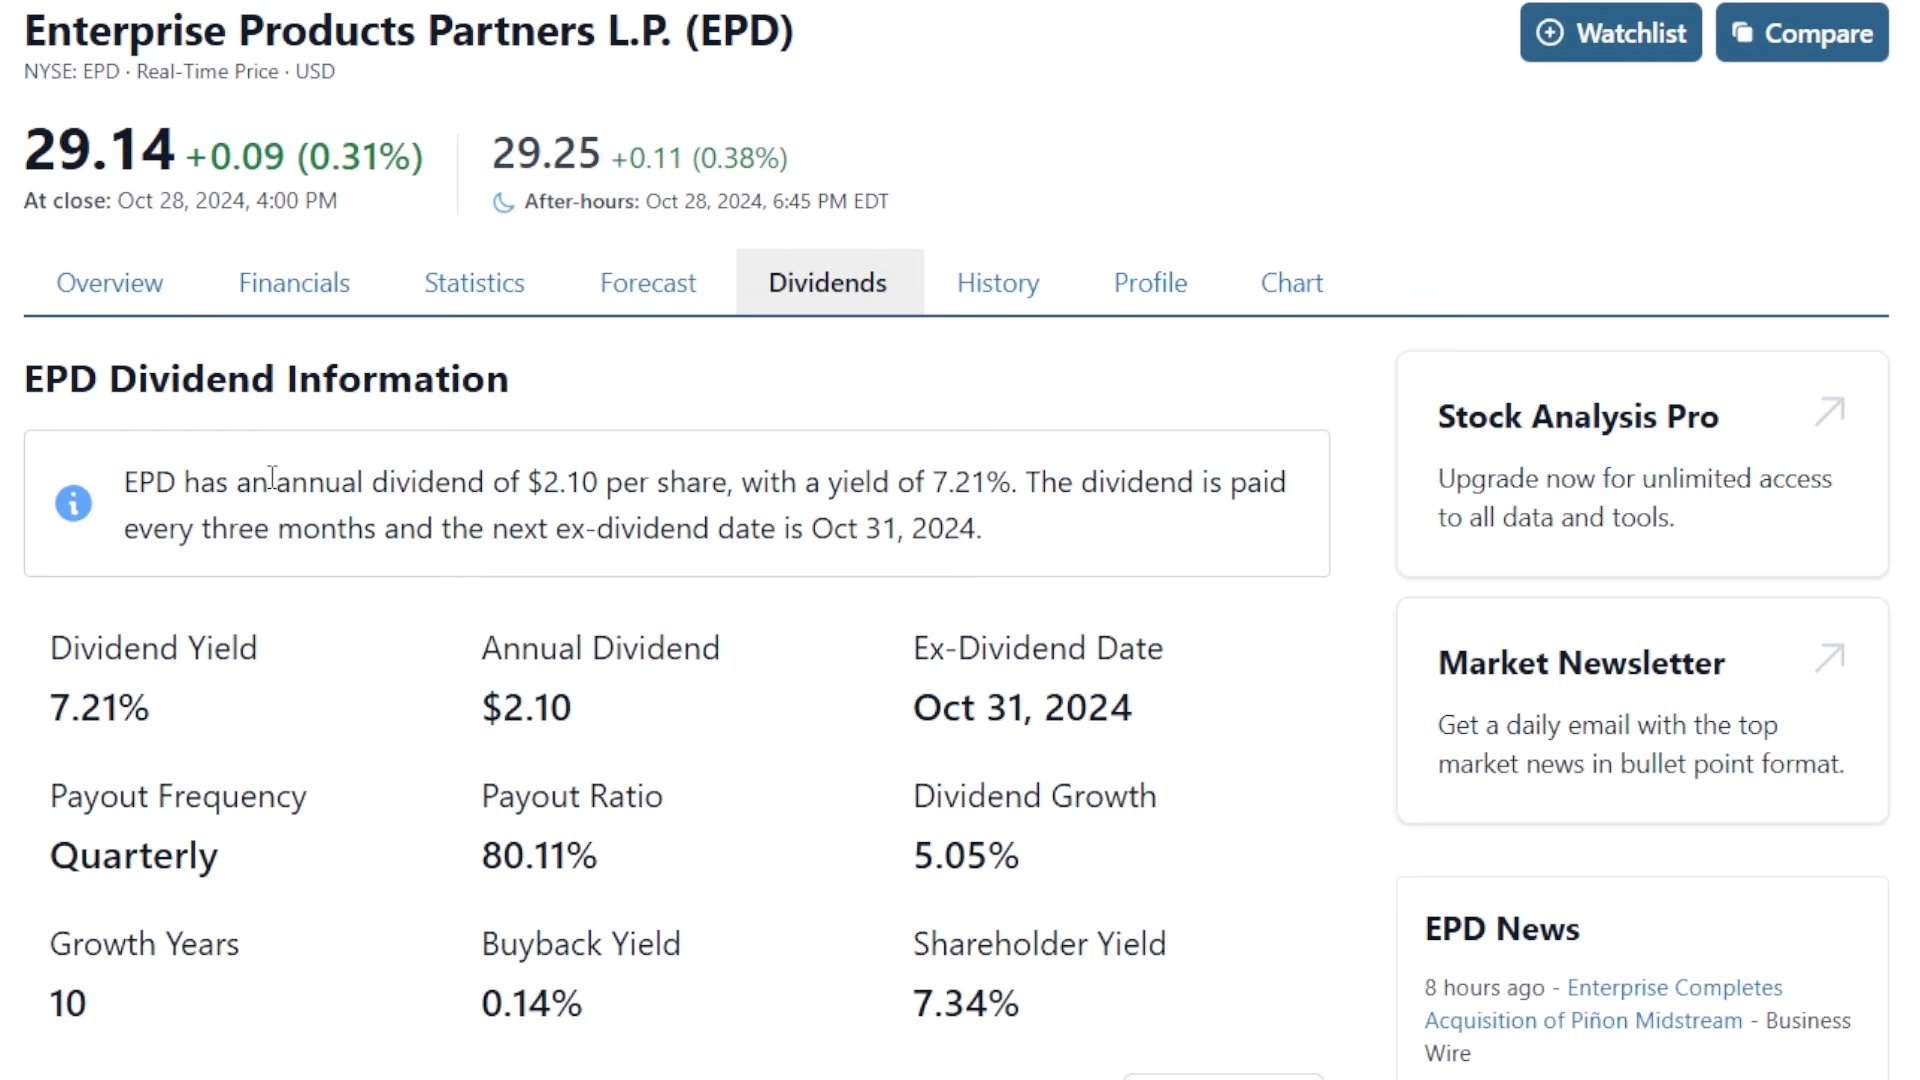 Enterprise Products Partners L.P. (EPD)
Watchlist
Compare
NYSE: EPD · Real-Time Price · USD
29.14 +0.09 (0.31%)
29.25 +0.11 (0.38%)
At close: Oct 28, 2024, 4:00 PM
After-hours: Oct 28, 2024, 6:45 PM EDT
Overview
Financials
Statistics
Forecast
Dividends
History
Profile
Chart
EPD Dividend Information
EPD has an annual dividend of $2.10 per share, with a yield of 7.21%. The dividend is paid
every three months and the next ex-dividend date is Oct 31, 2024.
Dividend Yield
7.21%
Annual Dividend
$2.10
Ex-Dividend Date
Oct 31, 2024
Payout Frequency
Quarterly
Payout Ratio
80.11%
Dividend Growth
5.05%
Growth Years
10
Buyback Yield
0.14%
Shareholder Yield
7.34%
Stock Analysis Pro
Upgrade now for unlimited access
to all data and tools.
Market Newsletter
Get a daily email with the top
market news in bullet point format.
EPD News
8 hours ago - Enterprise Completes
Acquisition of Piñon Midstream - Business
Wire